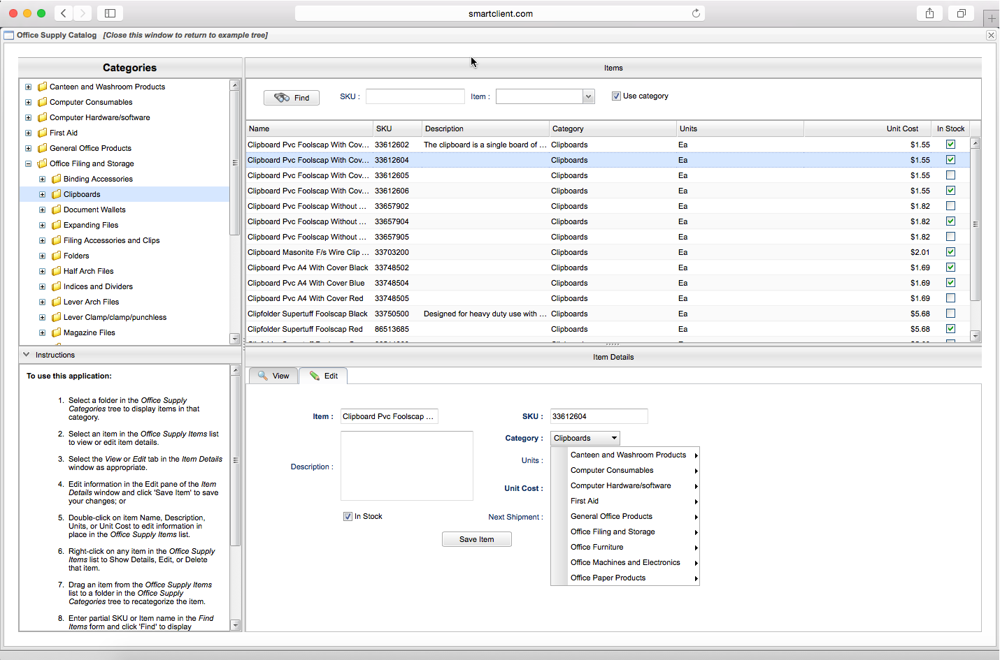 smartclient.com
Office Supply Catalog [Close this window to return to example tree]
Categories
Canteen and Washroom Products
Computer Consumables
Computer Hardware/software
First Aid
General Office Products
Office Filing and Storage
Binding Accessories
Clipboards
Document Wallets
Expanding Files
Filing Accessories and Clips
Folders
Half Arch Files
Indices and Dividers
Lever Arch Files
Lever Clamp/clamp/punchless
Magazine Files
Instructions
To use this application:
1. Select a folder in the Office Supply
Categories tree to display items in that
category.
2. Select an item in the Office Supply Items list
to view or edit item details.
3. Select the View or Edit tab in the Item Details
window as appropriate.
4. Edit information in the Edit pane of the Item
Details window and click 'Save Item' to save
your changes; or
5. Double-click on item Name, Description,
Units, or Unit Cost to edit information in
place in the Office Supply Items list.
6. Right-click on any item in the Office Supply
Items list to Show Details, Edit, or Delete
that item.
7. Drag an item from the Office Supply Items
list to a folder in the Office Supply
Categories tree to recategorize the item.
8. Enter partial SKU or Item name in the Find
Items form and click 'Find' to display
Items
Find SKU : Item : Use category
Name SKU Description Category Units Unit Cost In Stock
Clipboard Pvc Foolscap With Cov... 33612602 The clipboard is a single board of ... Clipboards Ea $1.55
Clipboard Pvc Foolscap With Cov... 33612604 Clipboards Ea $1.55
Clipboard Pvc Foolscap With Cov... 33612605 Clipboards Ea $1.55
Clipboard Pvc Foolscap With Cov... 33612606 Clipboards Ea $1.55
Clipboard Pvc Foolscap Without ... 33657902 Clipboards Ea $1.82
Clipboard Pvc Foolscap Without ... 33657904 Clipboards Ea $1.82
Clipboard Pvc Foolscap Without ... 33657905 Clipboards Ea $1.82
Clipboard Masonite F/s Wire Clip ... 33703200 Clipboards Ea $2.01
Clipboard Pvc A4 With Cover Black 33748502 Clipboards Ea $1.69
Clipboard Pvc A4 With Cover Blue 33748504 Clipboards Ea $1.69
Clipboard Pvc A4 With Cover Red 33748505 Clipboards Ea $1.69
Clipfolder Supertuff Foolscap Black 33750500 Designed for heavy duty use with ... Clipboards Ea $5.68
Clipfolder Supertuff Foolscap Red 86513685 Clipboards Ea $5.68
Item Details
View Edit
Item : Clipboard Pvc Foolscap ... SKU : 33612604
Category : Clipboards
Description : Units :
Unit Cost :
In Stock Next Shipment :
Save Item
Canteen and Washroom Products
Computer Consumables
Computer Hardware/software
First Aid
General Office Products
Office Filing and Storage
Office Furniture
Office Machines and Electronics
Office Paper Products